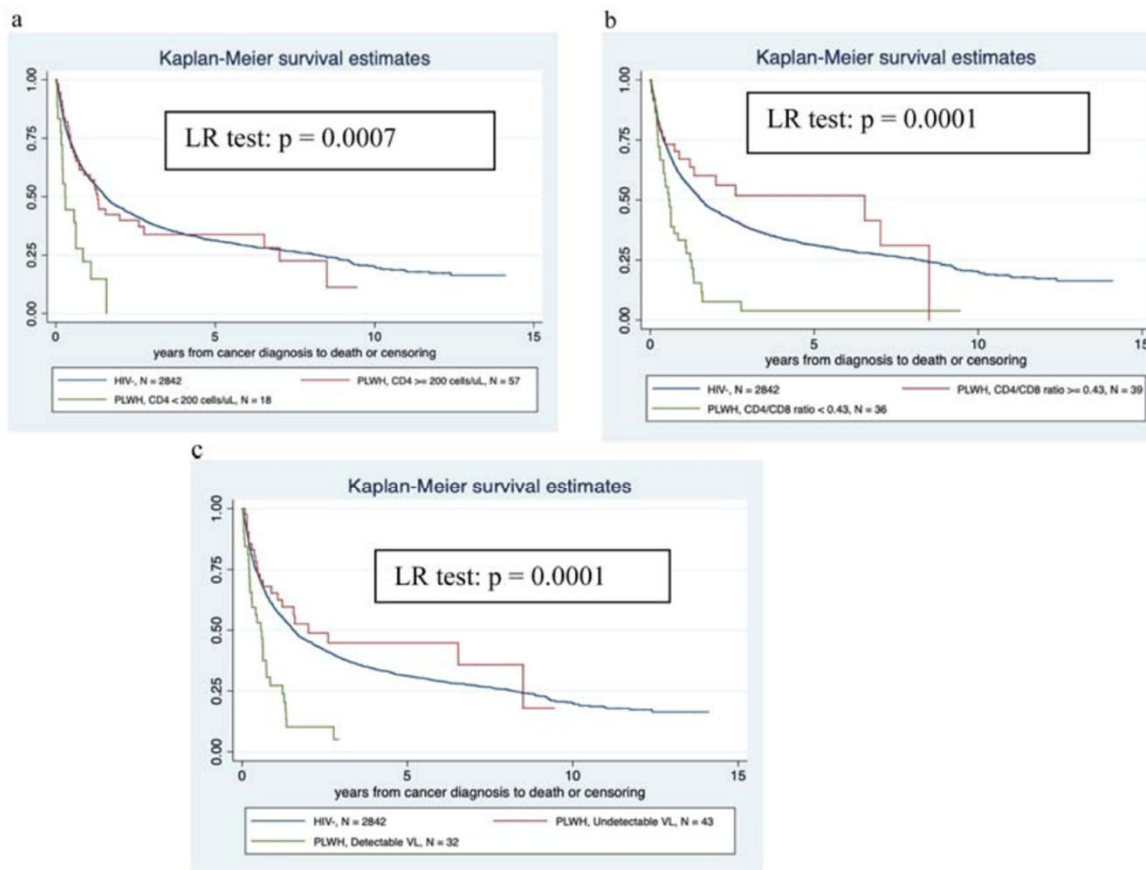 a
Kaplan-Meier survival estimates
LR test: p = 0.0007
1.00
0.75
0.50
0.25
0.00
0 5 10 15
years from cancer diagnosis to death or censoring
HIV-, N = 2842 PLWH, CD4 >= 200 cells/uL, N = 57
PLWH, CD4 < 200 cells/uL, N = 18
b
Kaplan-Meier survival estimates
LR test: p = 0.0001
1.00
0.75
0.50
0.25
0.00
0 5 10 15
years from diagnosis to death or censoring
HIV-, N = 2842 PLWH, CD4/CD8 ratio >= 0.43, N = 39
PLWH, CD4/CD8 ratio < 0.43, N = 36
c
Kaplan-Meier survival estimates
LR test: p = 0.0001
1.00
0.75
0.50
0.25
0.00
0 5 10 15
years from cancer diagnosis to death or censoring
HIV-, N = 2842 PLWH, Undetectable VL, N = 43
PLWH, Detectable VL, N = 32